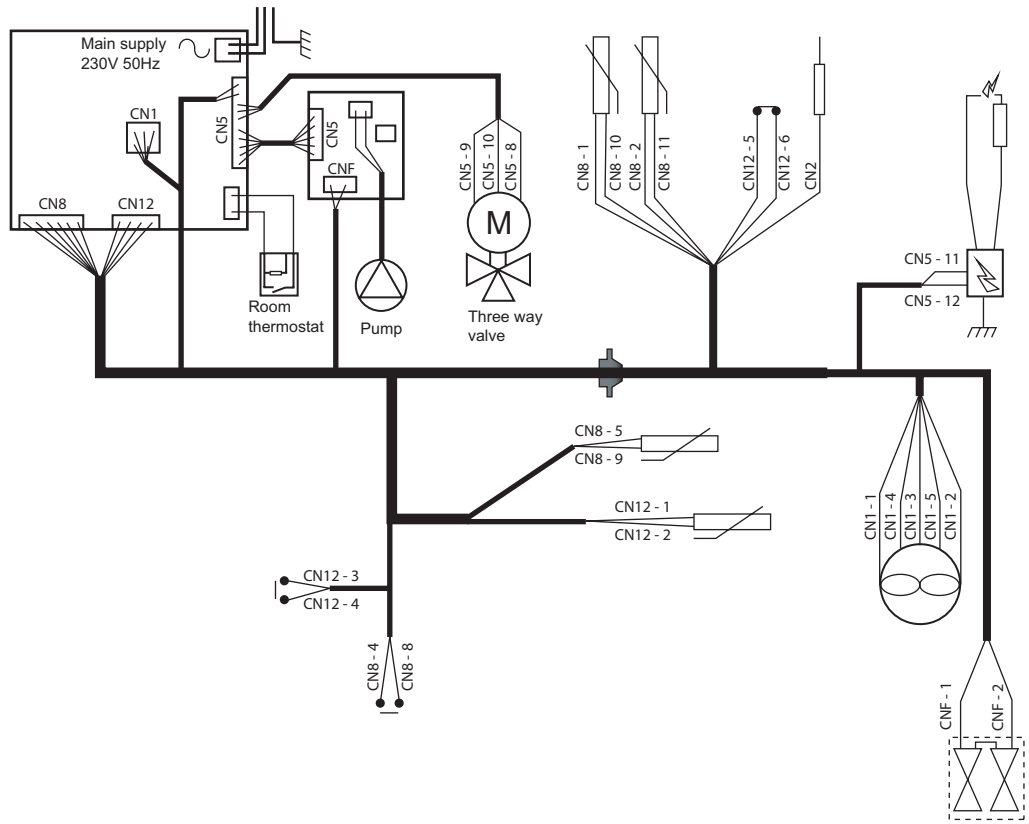 Main supply
230V 50Hz
CN1
CN5
CN5
CNF
CN8
CN12
Room
thermostat
Pump
CN5 - 9
CN5 - 10
CN5 - 8
M
Three way
valve
CN8 - 1
CN8 - 10
CN8 - 2
CN8 - 11
CN12 - 5
CN12 - 6
CN2
CN5 - 11
CN5 - 12
CN8 - 5
CN8 - 9
CN12 - 1
CN12 - 2
CN12 - 3
CN12 - 4
CN8 - 4
CN8 - 8
CN1 - 1
CN1 - 4
CN1 - 3
CN1 - 5
CN1 - 2
CNF - 1
CNF - 2